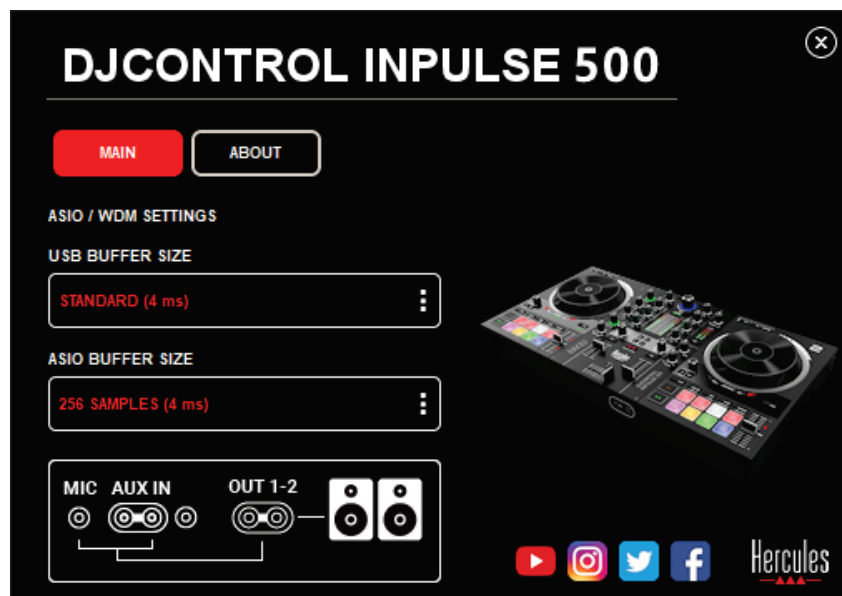 DJCONTROL INPULSE 500
MAIN
ABOUT
ASIO / WDM SETTINGS
USB BUFFER SIZE
STANDARD (4 ms)
ASIO BUFFER SIZE
256 SAMPLES (4 ms)
MIC AUX IN OUT 1-2
Hercules